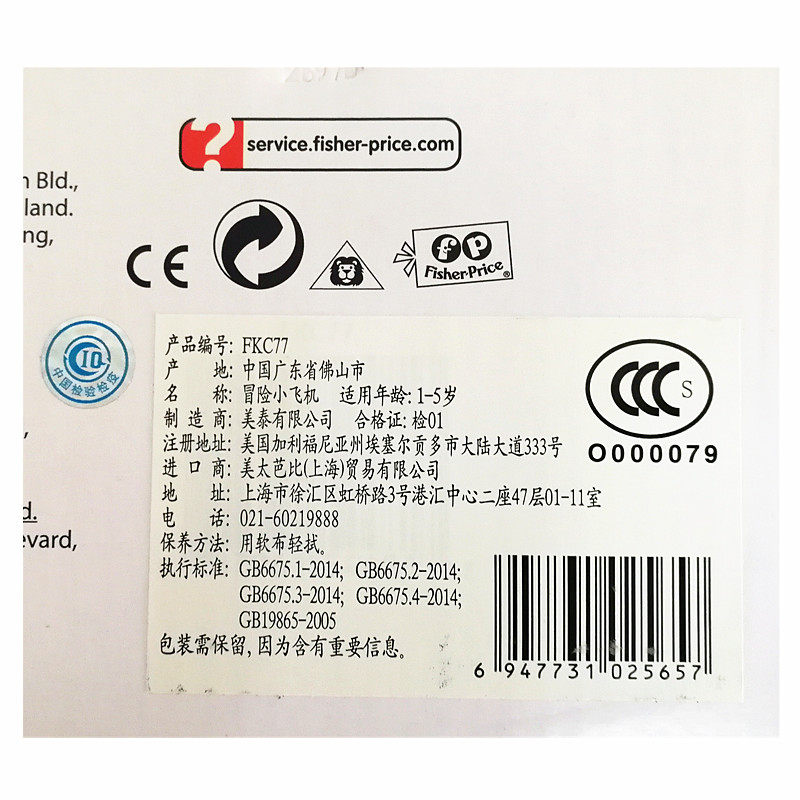 service.fisher-price.com
n Bld.,
land.
ng,
CE
fp
Fisher-Price®
CIQ
中国检验检疫
产品编号: FKC77
产 地: 中国广东省佛山市
名 称: 冒险小飞机 适用年龄: 1-5岁
制 造 商: 美泰有限公司 合格证: 检01
注册地址: 美国加利福尼亚州埃塞尔贡多市大陆大道333号
进 口 商: 美太芭比(上海)贸易有限公司
地 址: 上海市徐汇区虹桥路3号港汇中心二座47层01-11室
电 话: 021-60219888
保养方法: 用软布轻拭。
执行标准: GB6675.1-2014; GB6675.2-2014;
GB6675.3-2014; GB6675.4-2014;
GB19865-2005
包装需保留, 因为含有重要信息。
CCC S
O000079
d.
evard,
6 947731 025657